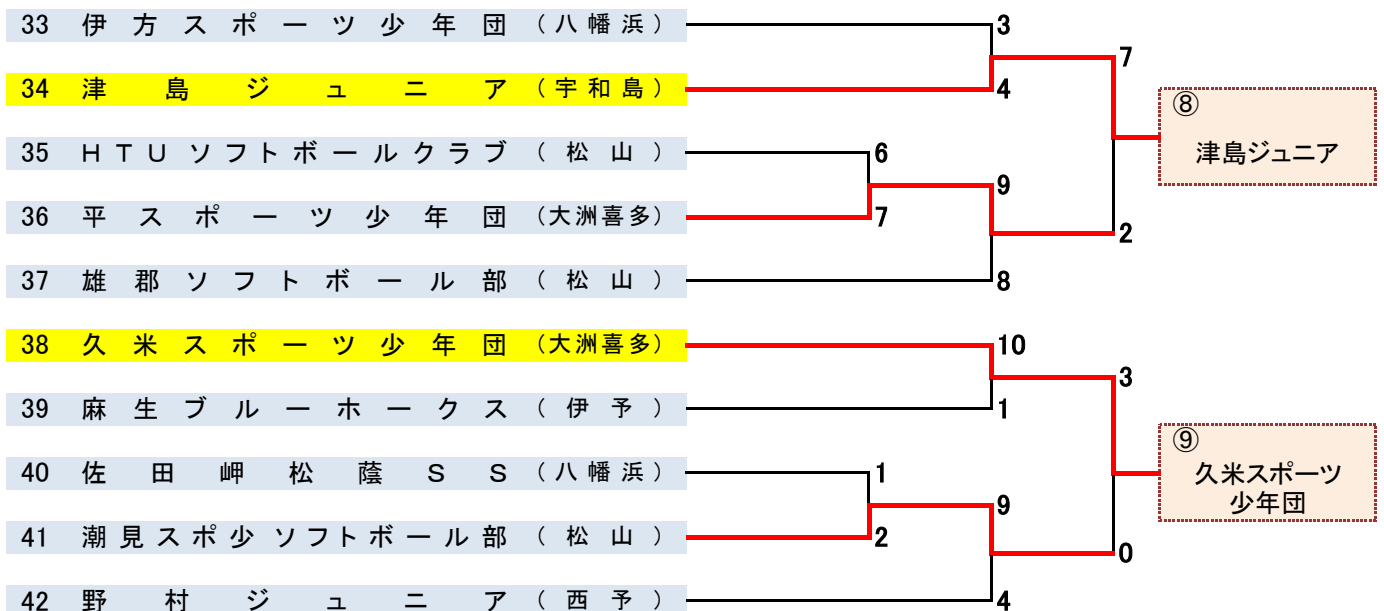 33 伊方スポーツ少年団 （八幡浜） 3
7
34 津島ジュニア （宇和島） 4
⑧
津島ジュニア
35 ＨＴＵソフトボールクラブ （松山） 6
9
36 平スポーツ少年団 （大洲喜多） 7
2
37 雄郡ソフトボール部 （松山） 8
38 久米スポーツ少年団 （大洲喜多） 10
3
39 麻生ブルーホークス （伊予） 1
⑨
久米スポーツ
少年団
40 佐田岬松蔭ＳＳ （八幡浜） 1
9
41 潮見スポ少ソフトボール部 （松山） 2
0
42 野村ジュニア （西予） 4